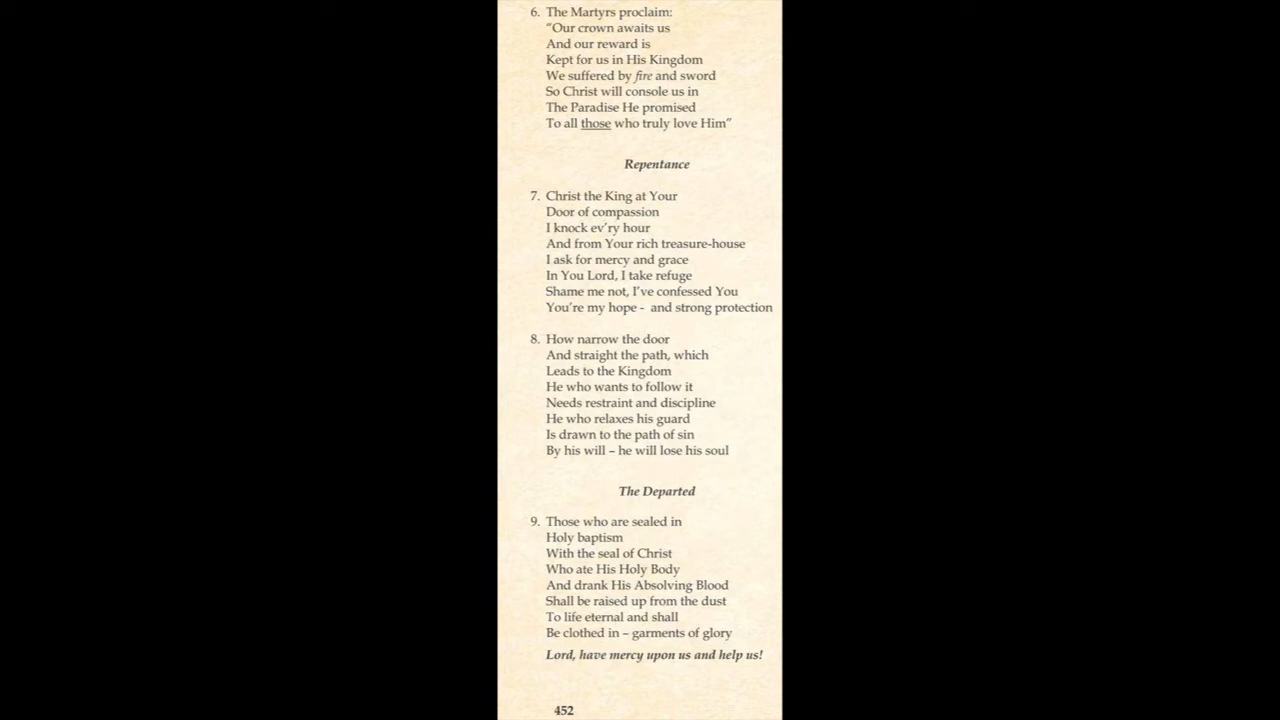 6. The Martyrs proclaim:
"Our crown awaits us
And our reward is
Kept for us in His Kingdom
We suffered by fire and sword
So Christ will console us in
The Paradise He promised
To all those who truly love Him"
Repentance
7. Christ the King at Your
Door of compassion
I knock ev'ry hour
And from Your rich treasure-house
I ask for mercy and grace
In You Lord, I take refuge
Shame me not, I've confessed You
You're my hope - and strong protection
8. How narrow the door
And straight the path, which
Leads to the Kingdom
He who wants to follow it
Needs restraint and discipline
He who relaxes his guard
Is drawn to the path of sin
By his will – he will lose his soul
The Departed
9. Those who are sealed in
Holy baptism
With the seal of Christ
Who ate His Holy Body
And drank His Absolving Blood
Shall be raised up from the dust
To life eternal and shall
Be clothed in – garments of glory
Lord, have mercy upon us and help us!
452